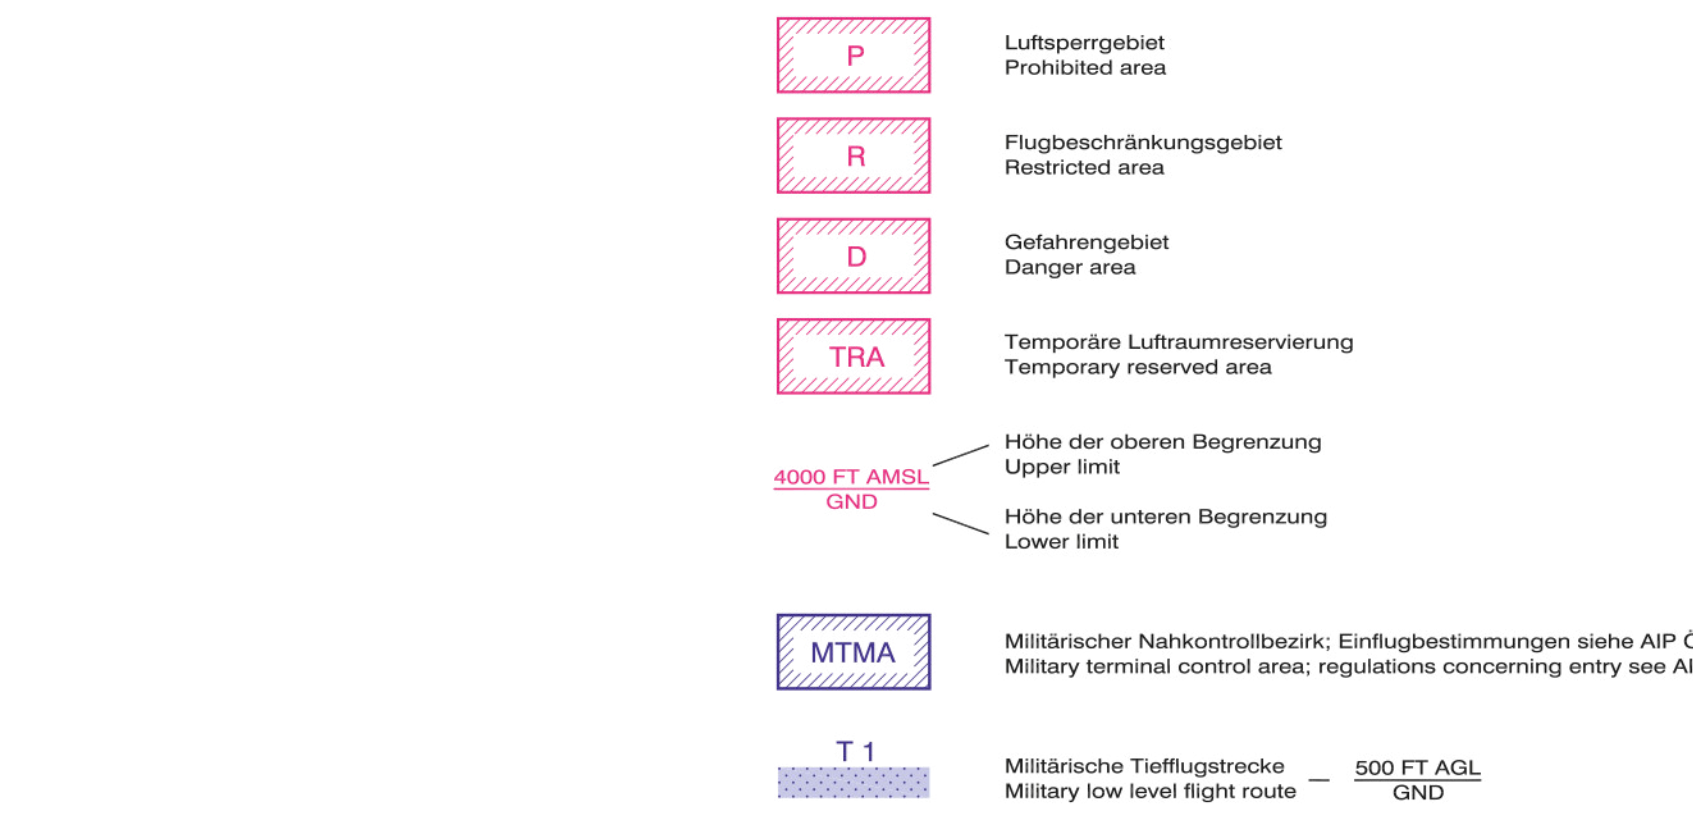 P
Luftsperrgebiet
Prohibited area
R
Flugbeschränkungsgebiet
Restricted area
D
Gefahrengebiet
Danger area
TRA
Temporäre Luftraumreservierung
Temporary reserved area
Höhe der oberen Begrenzung
Upper limit
4000 FT AMSL
GND
Höhe der unteren Begrenzung
Lower limit
MTMA
Militärischer Nahkontrollbezirk; Einflugbestimmungen siehe AIP
Military terminal control area; regulations concerning entry see
T 1
Militärische Tiefflugstrecke
Military low level flight route
— 500 FT AGL
GND